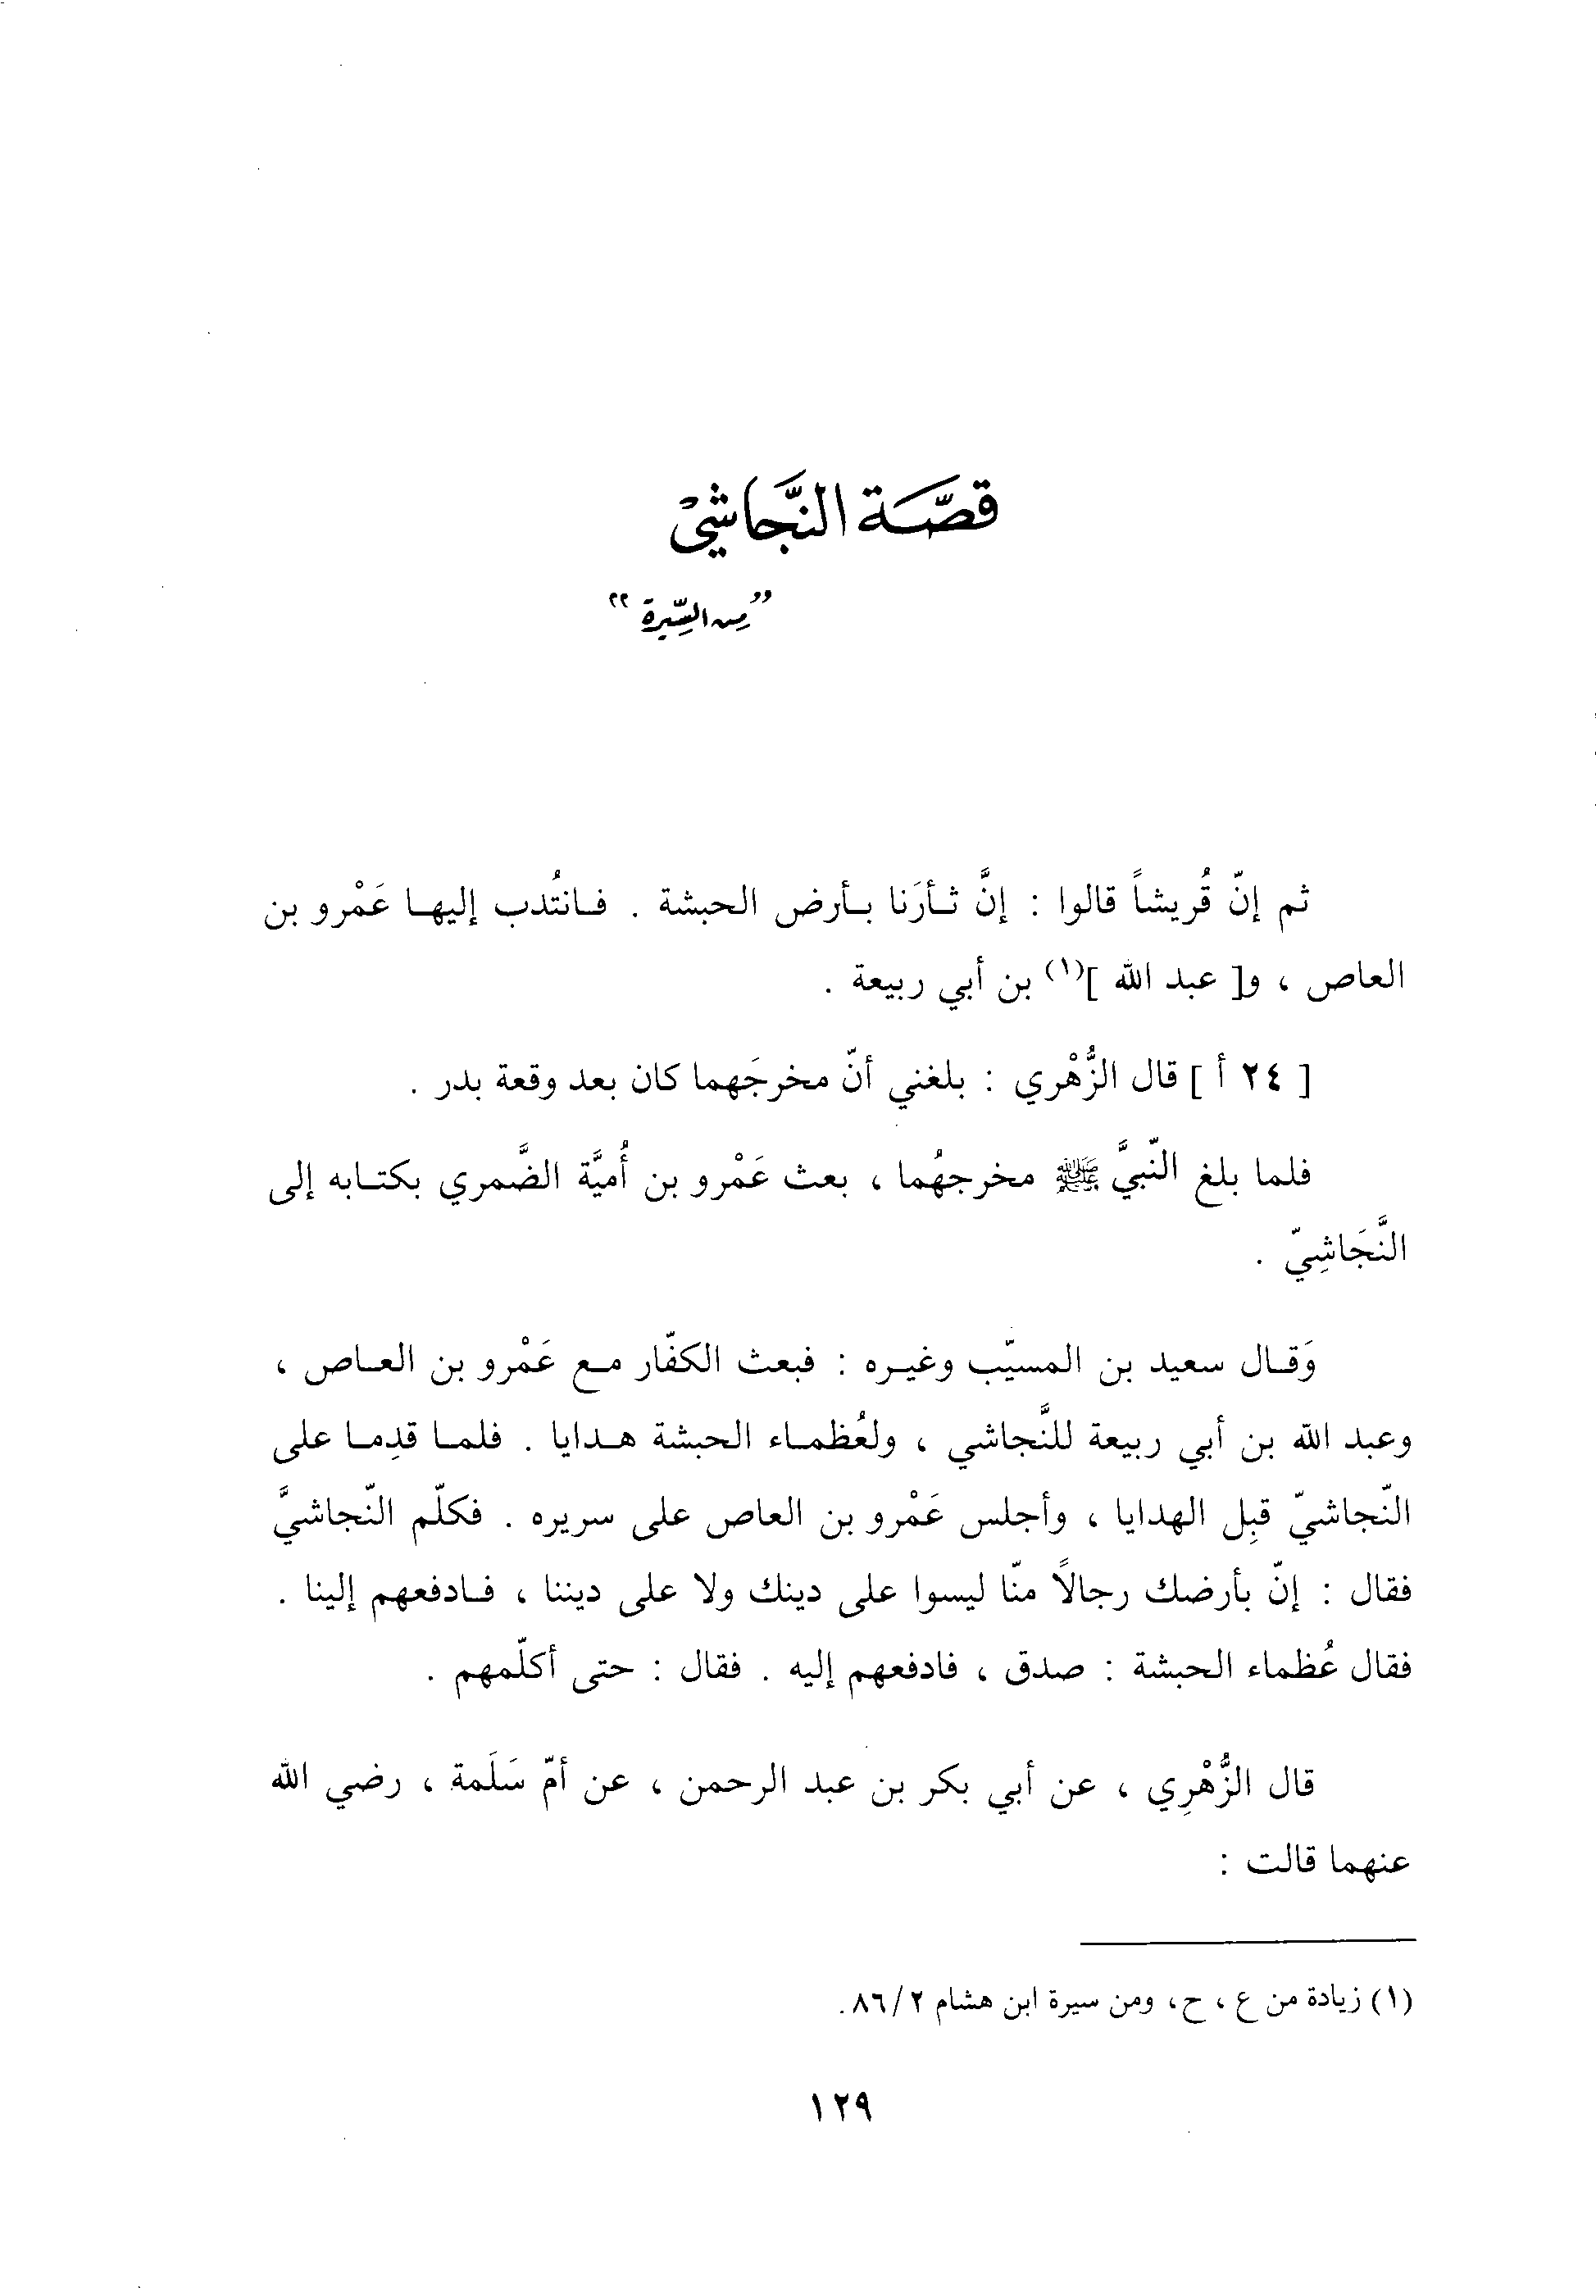 قصَّة النَّجاشيْ
”مِن السِّيرة“
ثم إنّ قُريشاً قالوا : إنَّ ثأرَنا بأرض الحبشة . فانتُدب إليها عَمْرو بن
العاص ، و[ عبد الله ](١) بن أبي ربيعة .
[ ٢٤ أ ] قال الزُّهْري : بلغني أنّ مخرجَهما كان بعد وقعة بدر .
فلما بلغ النّبيَّ ﷺ مخرجهُما ، بعث عَمْرو بن أُميَّة الضَّمري بكتابه إلى
النَّجَاشِيّ .
وَقال سعيد بن المسيّب وغيره : فبعث الكفّار مع عَمْرو بن العاص ،
وعبد الله بن أبي ربيعة للنَّجاشي ، ولعُظماء الحبشة هدايا . فلما قدِما على
النّجاشيّ قبِل الهدايا ، وأجلس عَمْرو بن العاص على سريره . فكلّم النّجاشيَّ
فقال : إنّ بأرضك رجالاً منّا ليسوا على دينك ولا على ديننا ، فادفعهم إلينا .
فقال عُظماء الحبشة : صدق ، فادفعهم إليه . فقال : حتى أكلّمهم .
قال الزُّهْرِي ، عن أبي بكر بن عبد الرحمن ، عن أمّ سَلَمة ، رضي الله
عنهما قالت :
(١) زيادة من ع ، ح، ومن سيرة ابن هشام ٨٦/٢.
١٢٩